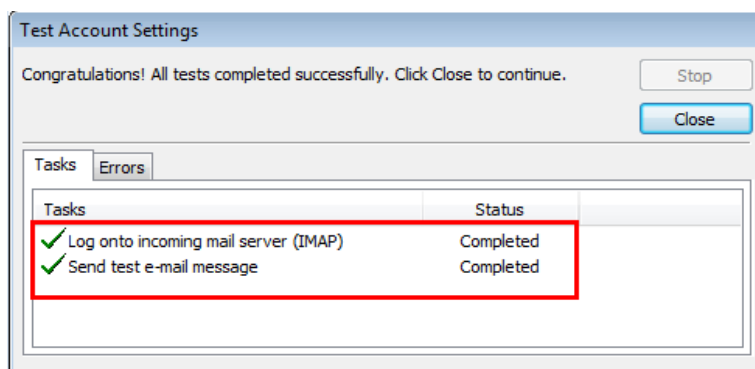 Test Account Settings
Congratulations! All tests completed successfully. Click Close to continue.
Stop
Close
Tasks Errors
Tasks Status
Log onto incoming mail server (IMAP) Completed
Send test e-mail message Completed